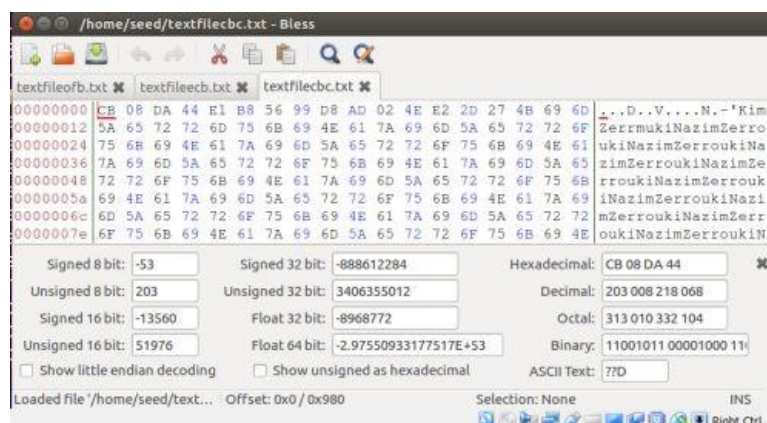 /home/seed/textfilecbc.txt - Bless
textfileofb.txt ✖ textfileecb.txt ✖ textfilecbc.txt ✖
00000000 CB 08 DA 44 E1 B8 56 99 D8 AD 02 4E E2 2D 27 4B 69 6D ...D..V....N.-'Kim
00000012 5A 65 72 72 6D 75 6B 69 4E 61 7A 69 6D 5A 65 72 72 6F ZerrmukiNazimZerro
00000024 75 6B 69 4E 61 7A 69 6D 5A 65 72 72 6F 75 6B 69 4E 61 ukiNazimZerroukiNa
00000036 7A 69 6D 5A 65 72 72 6F 75 6B 69 4E 61 7A 69 6D 5A 65 zimZerroukiNazimZe
00000048 72 72 6F 75 6B 69 4E 61 7A 69 6D 5A 65 72 72 6F 75 6B rroukiNazimZerrouk
0000005a 69 4E 61 7A 69 6D 5A 65 72 72 6F 75 6B 69 4E 61 7A 69 iNazimZerroukiNazi
0000006c 6D 5A 65 72 72 6F 75 6B 69 4E 61 7A 69 6D 5A 65 72 72 mZerroukiNazimZerr
0000007e 6F 75 6B 69 4E 61 7A 69 6D 5A 65 72 72 6F 75 6B 69 4E oukiNazimZerroukiN
Signed 8 bit: -53 Signed 32 bit: -888612284 Hexadecimal: CB 08 DA 44
Unsigned 8 bit: 203 Unsigned 32 bit: 3406355012 Decimal: 203 008 218 068
Signed 16 bit: -13560 Float 32 bit: -8968772 Octal: 313 010 332 104
Unsigned 16 bit: 51976 Float 64 bit: -2.97550933177517E+53 Binary: 11001011 00001000 11
Show little endian decoding Show unsigned as hexadecimal ASCII Text: ??D
Loaded file '/home/seed/text... Offset: 0x0 / 0x980 Selection: None INS
Right Ctrl